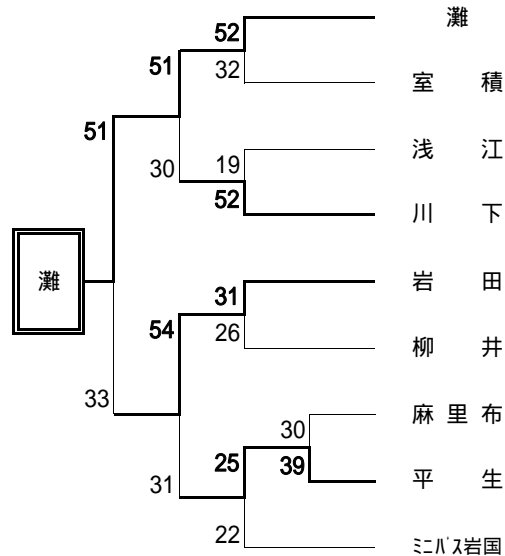 52
灘
51
32
室 積
51
30
19
浅 江
52
川 下
灘
31
岩 田
54
26
柳 井
33
30
麻 里 布
31
25
39
平 生
22
ﾐﾆﾊﾞｽ岩国